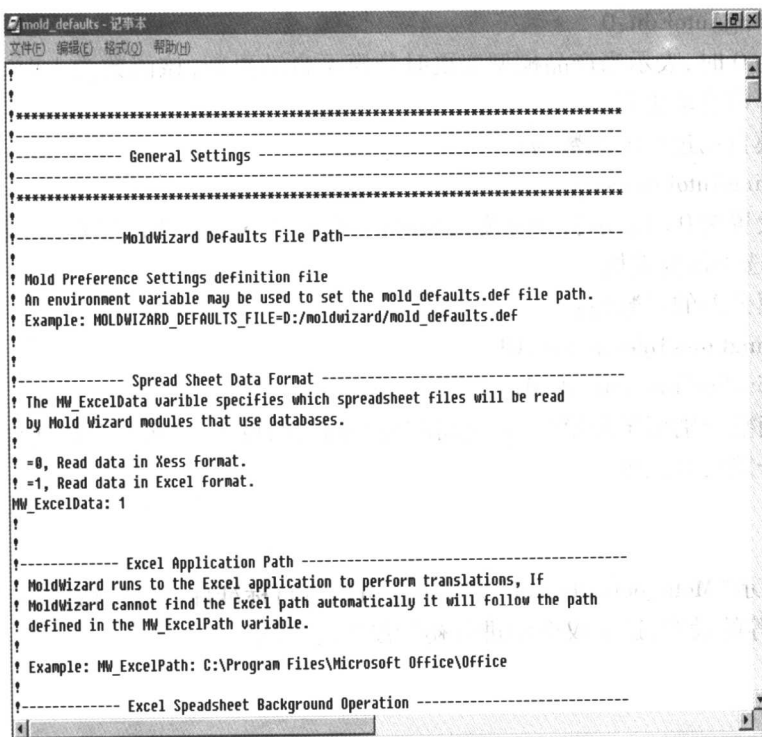 mold_defaults - 记事本
文件(F) 编辑(E) 格式(O) 帮助(H)
!
!
!*******************************************************************************
!-------------------------------------------------------------------------------
!-------------- General Settings -----------------------------------------------
!-------------------------------------------------------------------------------
!*******************************************************************************
!
!--------------MoldWizard Defaults File Path------------------------------------
!
! Mold Preference Settings definition file
! An environment variable may be used to set the mold_defaults.def file path.
! Example: MOLDWIZARD_DEFAULTS_FILE=D:/moldwizard/mold_defaults.def
!
!
!-------------- Spread Sheet Data Format ---------------------------------------
! The MW_ExcelData varible specifies which spreadsheet files will be read
! by Mold Wizard modules that use databases.
!
! =0, Read data in Xess format.
! =1, Read data in Excel format.
MW_ExcelData: 1
!
!
!-------------- Excel Application Path ------------------------------------------
! MoldWizard runs to the Excel application to perform translations, If
! MoldWizard cannot find the Excel path automatically it will follow the path
! defined in the MW_ExcelPath variable.
!
! Example: MW_ExcelPath: C:\Program Files\Microsoft Office\Office
!
!-------------- Excel Speadsheet Background Operation ---------------------------